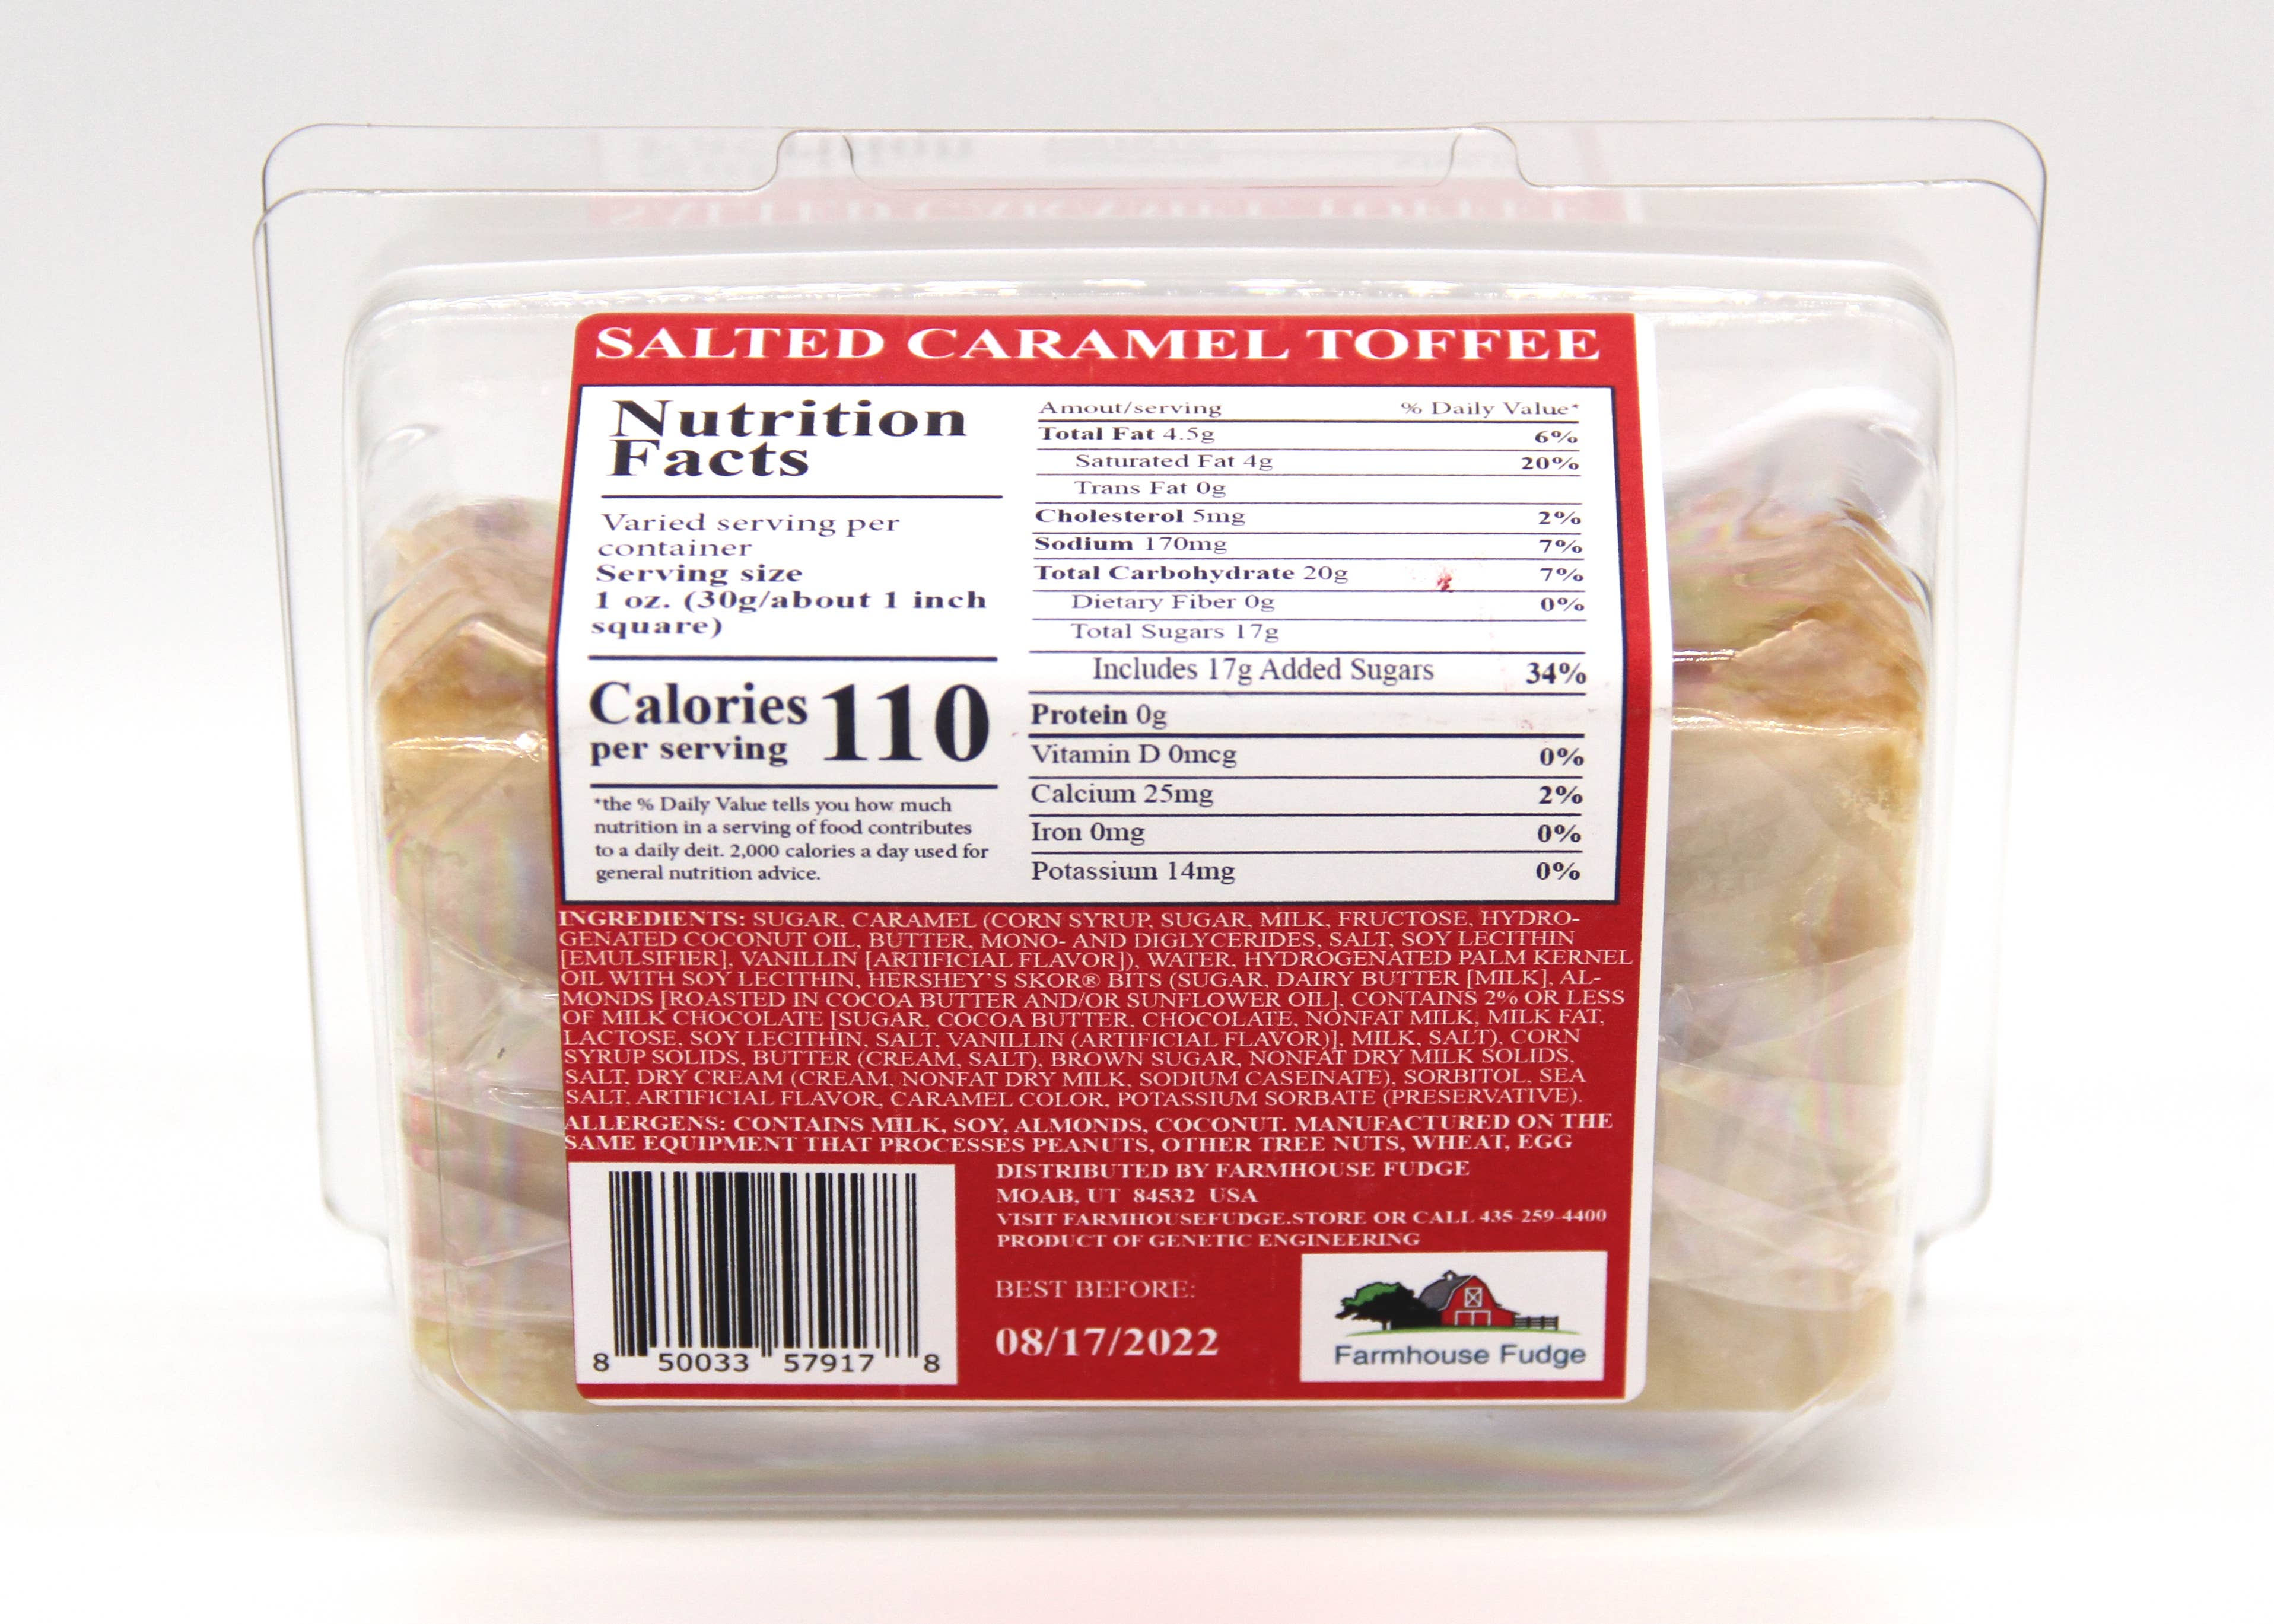 SALTED CARAMEL TOFFEE
Nutrition
Facts
Varied serving per
container
Serving size
1 oz. (30g/about 1 inch
square)
Calories 110
per serving
*the % Daily Value tells you how much
nutrition in a serving of food contributes
to a daily deit. 2,000 calories a day used for
general nutrition advice.
Amout/serving % Daily Value*
Total Fat 4.5g 6%
Saturated Fat 4g 20%
Trans Fat 0g
Cholesterol 5mg 2%
Sodium 170mg 7%
Total Carbohydrate 20g 7%
Dietary Fiber 0g 0%
Total Sugars 17g
Includes 17g Added Sugars 34%
Protein 0g
Vitamin D 0mcg 0%
Calcium 25mg 2%
Iron 0mg 0%
Potassium 14mg 0%
INGREDIENTS: SUGAR, CARAMEL (CORN SYRUP, SUGAR, MILK, FRUCTOSE, HYDRO-
GENATED COCONUT OIL, BUTTER, MONO- AND DIGLYCERIDES, SALT, SOY LECITHIN
[EMULSIFIER], VANILLIN [ARTIFICIAL FLAVOR]), WATER, HYDROGENATED PALM KERNEL
OIL WITH SOY LECITHIN, HERSHEY'S SKOR® BITS (SUGAR, DAIRY BUTTER [MILK], AL-
MONDS [ROASTED IN COCOA BUTTER AND/OR SUNFLOWER OIL], CONTAINS 2% OR LESS
OF MILK CHOCOLATE [SUGAR, COCOA BUTTER, CHOCOLATE, NONFAT MILK, MILK FAT,
LACTOSE, SOY LECITHIN, SALT, VANILLIN (ARTIFICIAL FLAVOR)], MILK, SALT), CORN
SYRUP SOLIDS, BUTTER (CREAM, SALT), BROWN SUGAR, NONFAT DRY MILK SOLIDS,
SALT, DRY CREAM (CREAM, NONFAT DRY MILK, SODIUM CASEINATE), SORBITOL, SEA
SALT, ARTIFICIAL FLAVOR, CARAMEL COLOR, POTASSIUM SORBATE (PRESERVATIVE).
ALLERGENS: CONTAINS MILK, SOY, ALMONDS, COCONUT. MANUFACTURED ON THE
SAME EQUIPMENT THAT PROCESSES PEANUTS, OTHER TREE NUTS, WHEAT, EGG
DISTRIBUTED BY FARMHOUSE FUDGE
MOAB, UT 84532 USA
VISIT FARMHOUSEFUDGE.STORE OR CALL 435-259-4400
PRODUCT OF GENETIC ENGINEERING
BEST BEFORE:
08/17/2022
8 50033 57917 8
Farmhouse Fudge